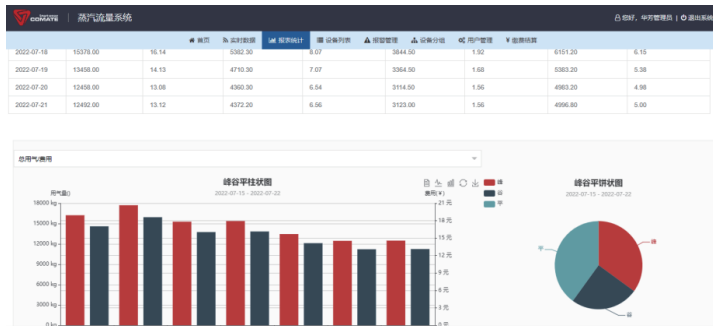 COMATE 蒸汽流量系统 您好，华芳管理员 | 退出系统
首页 实时数据 报表统计 设备列表 报警管理 设备分组 用户管理 ¥ 缴费结算
2022-07-18 15378.00 16.14 5382.30 8.07 3844.50 1.92 6151.20 6.15
2022-07-19 13458.00 14.13 4710.30 7.07 3364.50 1.68 5383.20 5.38
2022-07-20 12458.00 13.08 4360.30 6.54 3114.50 1.56 4983.20 4.98
2022-07-21 12492.00 13.12 4372.20 6.56 3123.00 1.56 4996.80 5.00
总用气/费用
峰谷平柱状图
2022-07-15 - 2022-07-22
用气量()
费用(¥)
峰
谷
平
18000 kg
15000 kg
12000 kg
9000 kg
6000 kg
3000 kg
0 kg
21 元
18 元
15 元
12 元
9 元
6 元
3 元
0 元
峰谷平饼状图
2022-07-15 - 2022-07-22
平
峰
谷